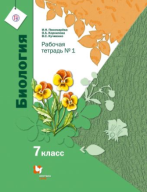 Биология
И.Н. Пономарёва
О.А. Корнилова
В.С. Кучменко
Рабочая
тетрадь № 1
7 класс